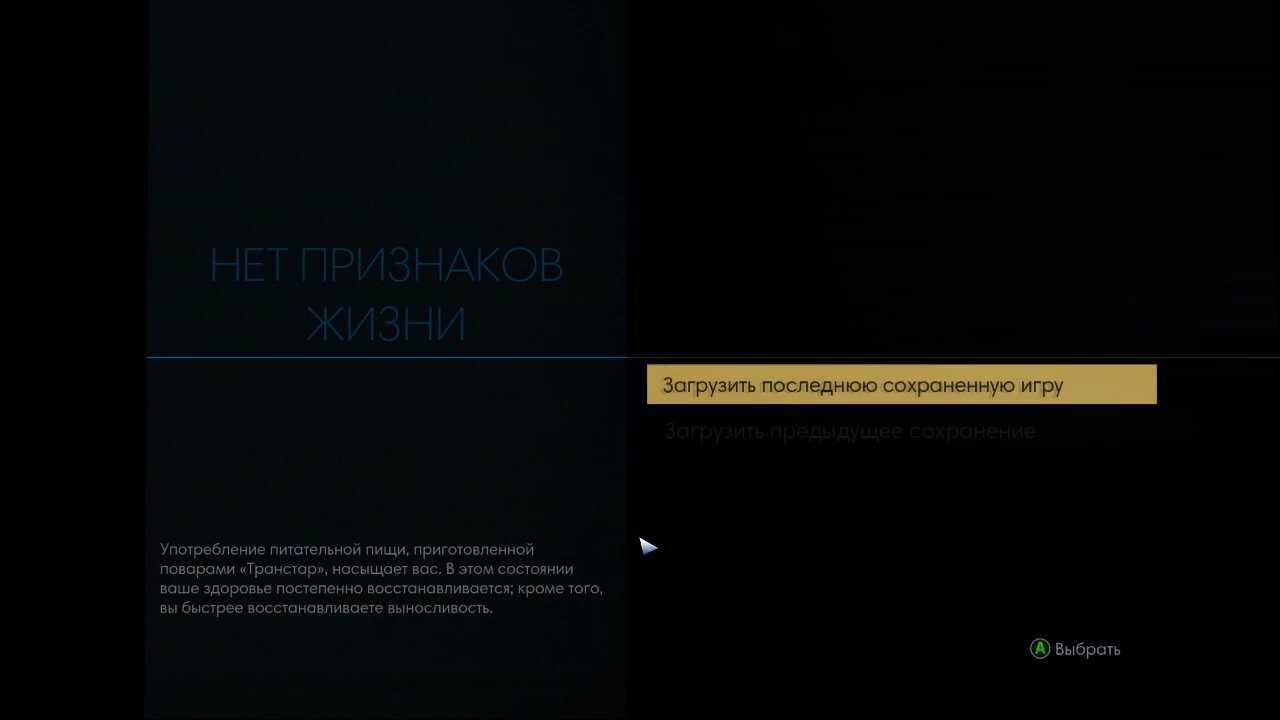 НЕТ ПРИЗНАКОВ
ЖИЗНИ
Загрузить последнюю сохраненную игру
Загрузить предыдущее сохранение
Употребление питательной пищи, приготовленной
поварами «Транстар», насыщает вас. В этом состоянии
ваше здоровье постепенно восстанавливается; кроме того,
вы быстрее восстанавливаете выносливость.
A Выбрать